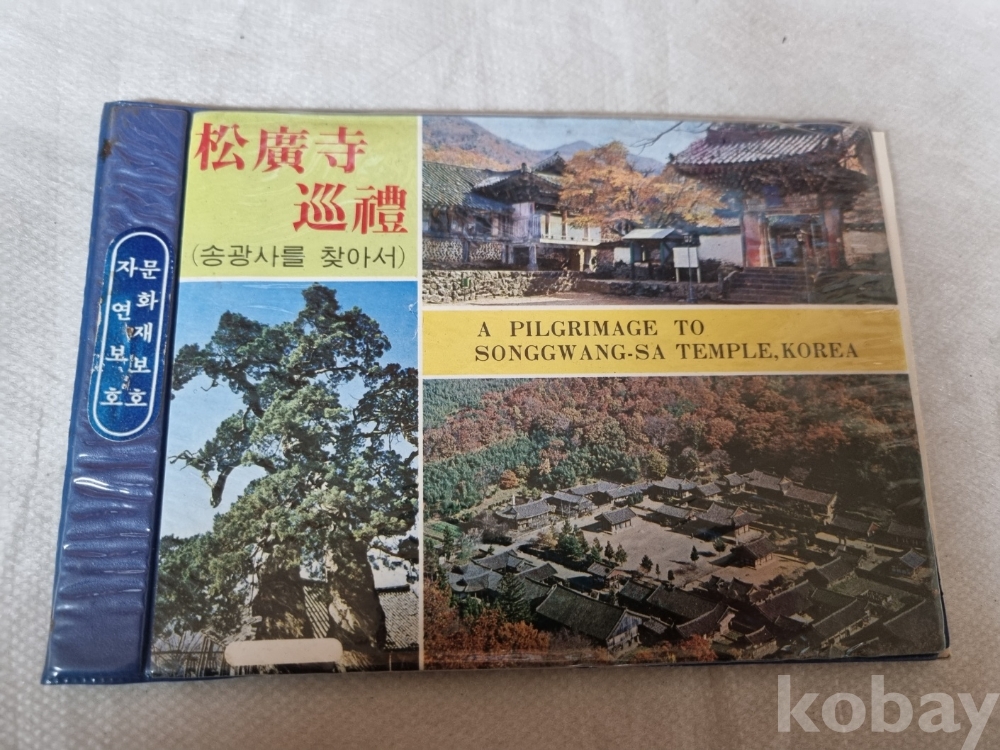 松廣寺
巡禮
(송광사를 찾아서)
A PILGRIMAGE TO
SONGGWANG-SA TEMPLE, KOREA
문화재보호
자연보호
kobay